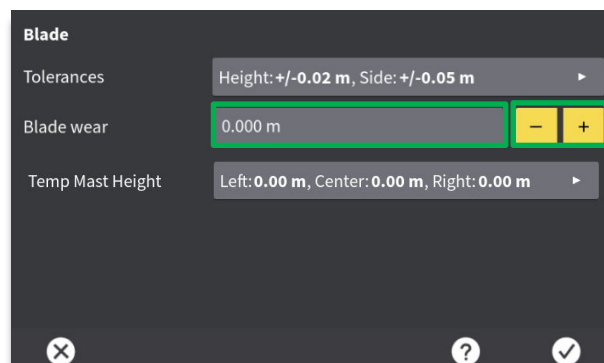 Blade
Tolerances Height: +/-0.02 m, Side: +/-0.05 m ►
Blade wear 0.000 m − +
Temp Mast Height Left: 0.00 m, Center: 0.00 m, Right: 0.00 m ►
?